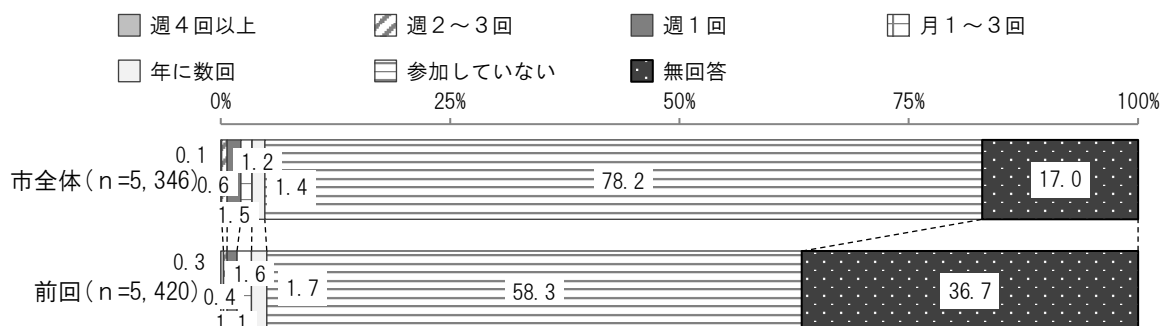 週４回以上 週２～３回 週１回 月１～３回
年に数回 参加していない 無回答
0% 25% 50% 75% 100%
0.1 1.2
市全体(ｎ=5,346) 0.6 1.4 78.2 17.0
1.5
0.3 1.6
前回(ｎ=5,420) 0.4 1.7 58.3 36.7
1.1